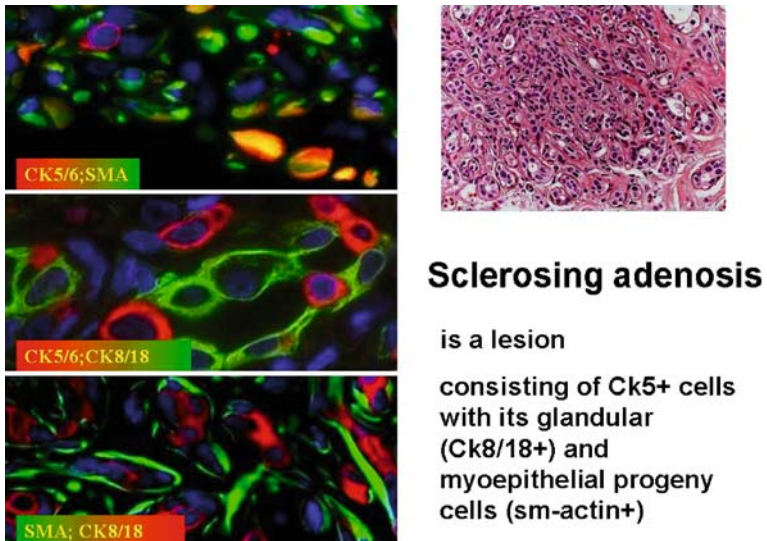 CK5/6;SMA
CK5/6;CK8/18
SMA; CK8/18
Sclerosing adenosis
is a lesion
consisting of Ck5+ cells
with its glandular
(Ck8/18+) and
myoepithelial progeny
cells (sm-actin+)